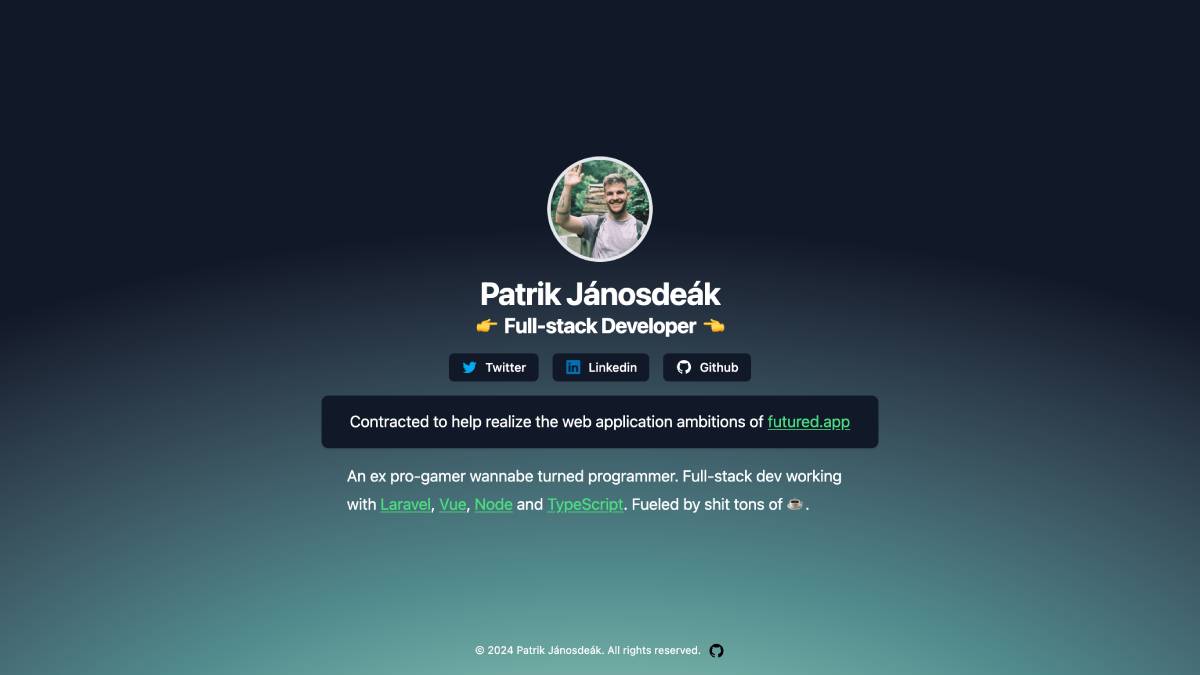 Patrik Jánosdeák
👉 Full-stack Developer 👈
Twitter Linkedin Github
Contracted to help realize the web application ambitions of futured.app
An ex pro-gamer wannabe turned programmer. Full-stack dev working
with Laravel, Vue, Node and TypeScript. Fueled by shit tons of ☕.
© 2024 Patrik Jánosdeák. All rights reserved.